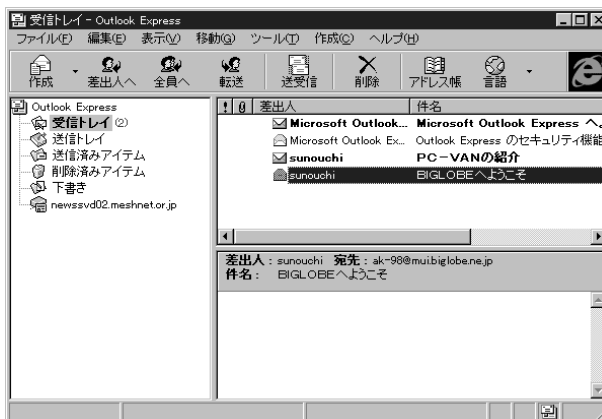 受信トレイ - Outlook Express
ファイル(F) 編集(E) 表示(V) 移動(G) ツール(T) 作成(C) ヘルプ(H)
作成 差出人へ 全員へ 転送 送受信 削除 アドレス帳 言語
Outlook Express
受信トレイ (2)
送信トレイ
送信済みアイテム
削除済みアイテム
下書き
newssvd02.meshnet.or.jp
! 差出人 件名
Microsoft Outlook... Microsoft Outlook Express へ
Microsoft Outlook Ex... Outlook Express のセキュリティ機能
sunouchi PC-VANの紹介
sunouchi BIGLOBEへようこそ
差出人 : sunouchi 宛先 : ak-98@mui.biglobe.ne.jp
件名 : BIGLOBEへようこそ